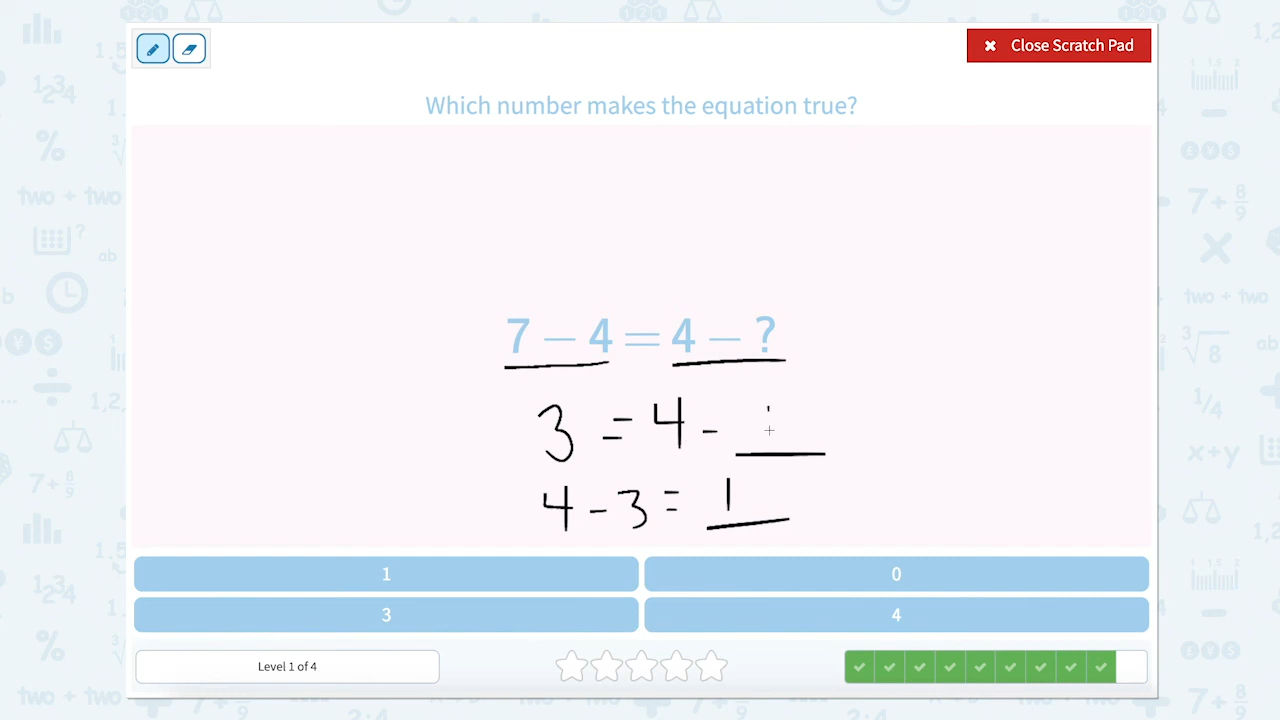 Close Scratch Pad
Which number makes the equation true?
7 – 4 = 4 – ?
3 = 4 -
4 - 3 = 1
1
0
3
4
Level 1 of 4